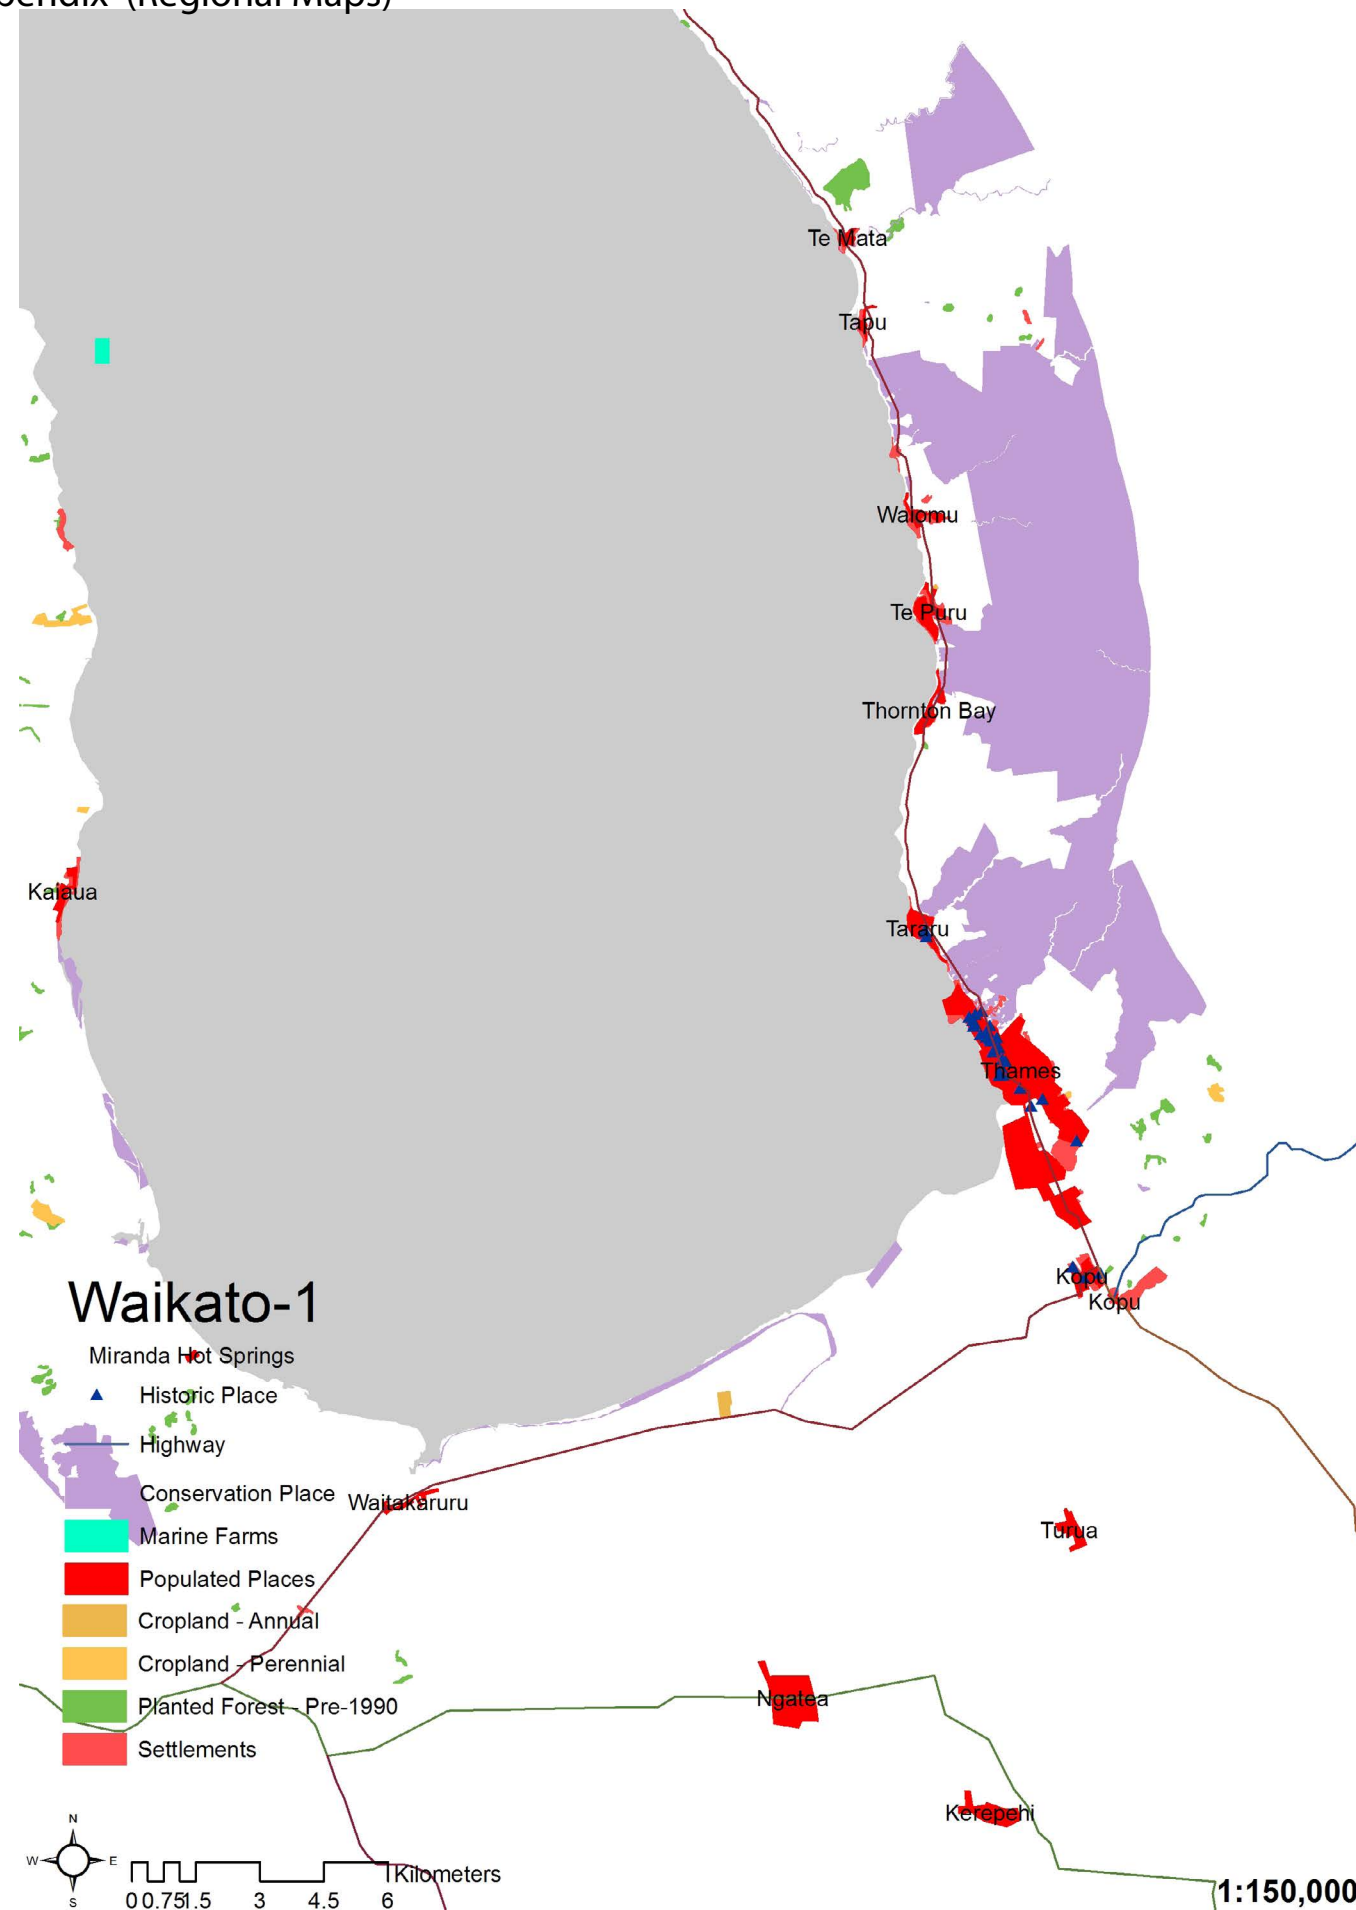 (Regional Maps)
Te Mata
Tapu
Waiomu
Te Puru
Thornton Bay
Kaiaua
Tararu
Thames
Kopu
Kopu
Waikato-1
Miranda Hot Springs
Historic Place
Highway
Conservation Place
Waitakaruru
Marine Farms
Turua
Populated Places
Cropland - Annual
Cropland - Perennial
Planted Forest - Pre-1990
Ngatea
Settlements
Kerepehi
N
W E
S
Kilometers
0 0.75 1.5 3 4.5 6
1:150,000